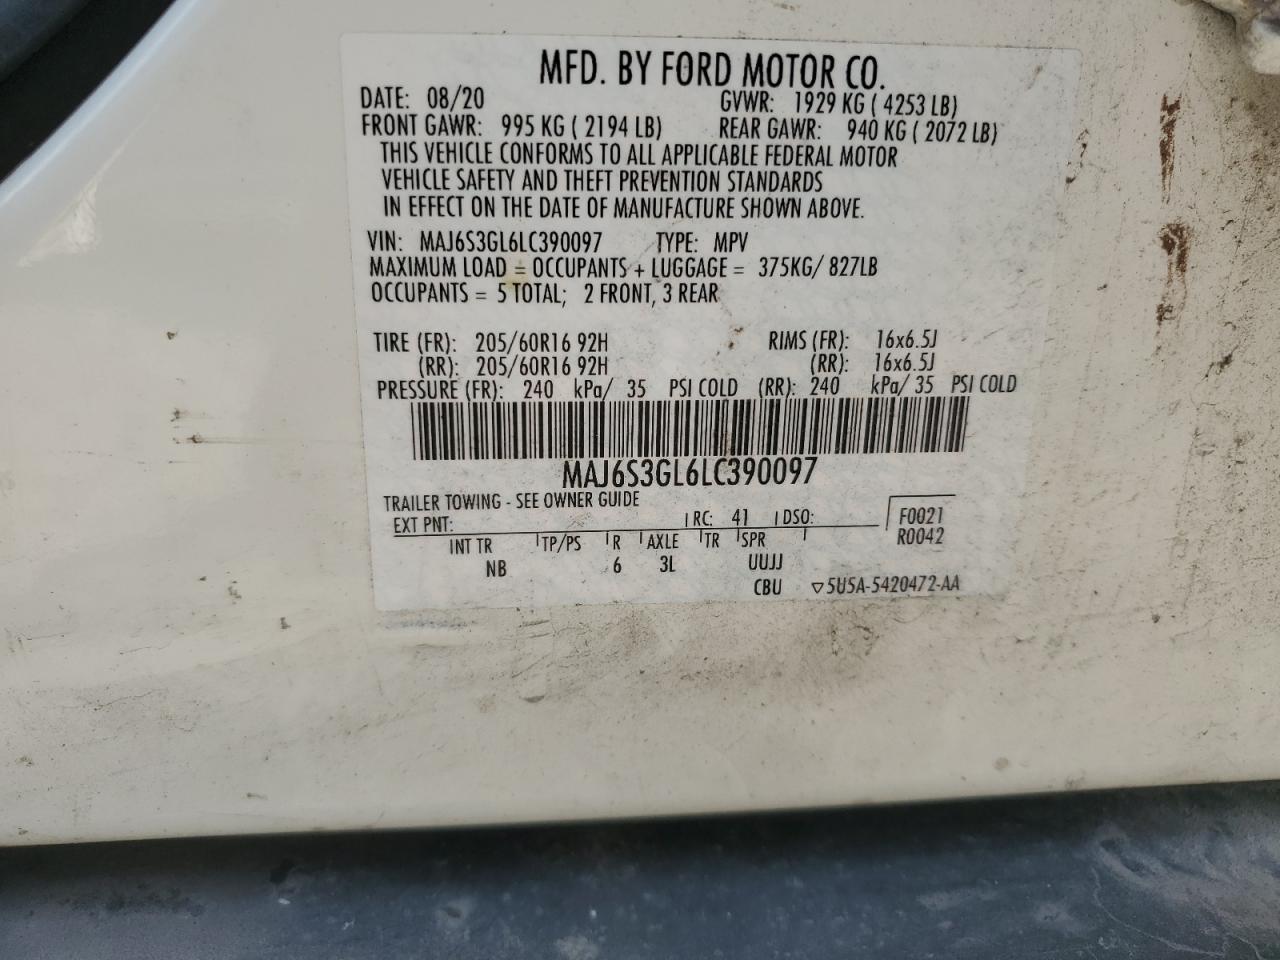 MFD. BY FORD MOTOR CO.
DATE: 08/20 GVWR: 1929 KG ( 4253 LB)
FRONT GAWR: 995 KG ( 2194 LB) REAR GAWR: 940 KG ( 2072 LB)
THIS VEHICLE CONFORMS TO ALL APPLICABLE FEDERAL MOTOR
VEHICLE SAFETY AND THEFT PREVENTION STANDARDS
IN EFFECT ON THE DATE OF MANUFACTURE SHOWN ABOVE.
VIN: MAJ6S3GL6LC390097 TYPE: MPV
MAXIMUM LOAD = OCCUPANTS + LUGGAGE = 375KG/ 827LB
OCCUPANTS = 5 TOTAL; 2 FRONT, 3 REAR
TIRE (FR): 205/60R16 92H RIMS (FR): 16x6.5J
(RR): 205/60R16 92H (RR): 16x6.5J
PRESSURE (FR): 240 kPa/ 35 PSI COLD (RR): 240 kPa/ 35 PSI COLD
MAJ6S3GL6LC390097
TRAILER TOWING - SEE OWNER GUIDE
EXT PNT: RC: 41 DSO: F0021
R0042
INT TR TP/PS R AXLE TR SPR
NB 6 3L UUJJ
CBU ▽5U5A-5420472-AA